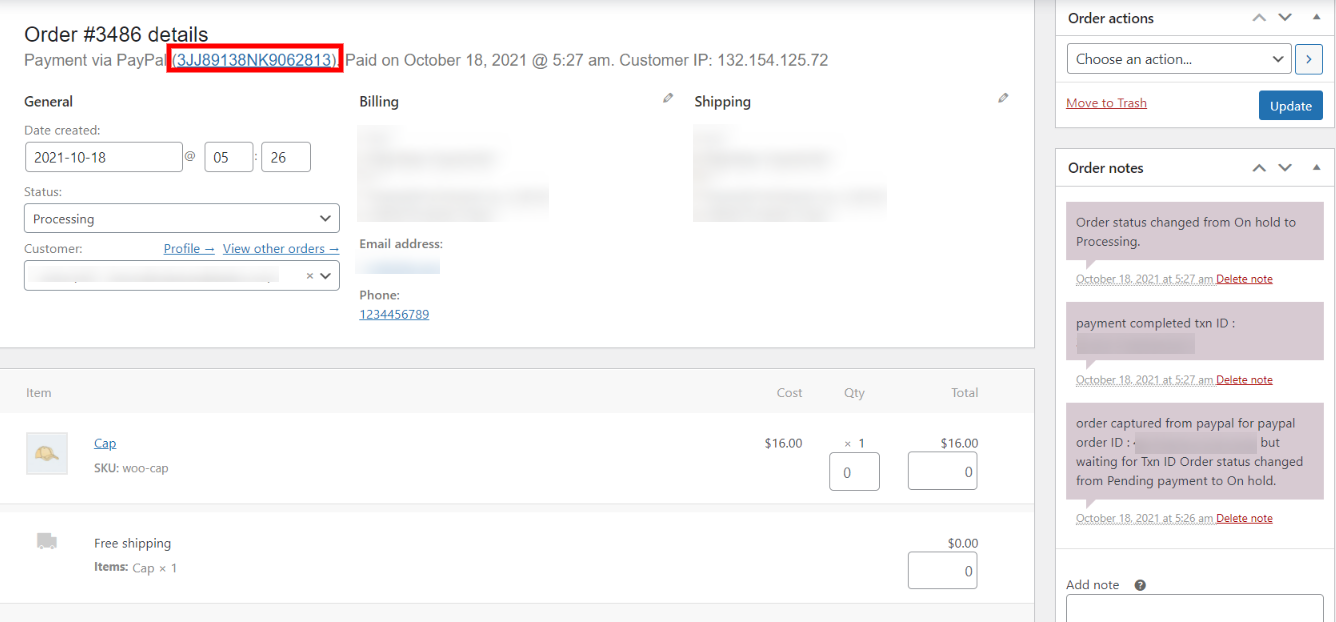 Order #3486 details
Payment via PayPal (3JJ89138NK9062813). Paid on October 18, 2021 @ 5:27 am. Customer IP: 132.154.125.72
General
Date created:
2021-10-18 @ 05 : 26
Status:
Processing
Customer: Profile → View other orders →
×
Billing
Email address:
Phone:
1234456789
Shipping
Item Cost Qty Total
Cap $16.00 × 1 $16.00
SKU: woo-cap 0 0
Free shipping $0.00
Items: Cap × 1 0
Order actions
Choose an action...
Move to Trash Update
Order notes
Order status changed from On hold to
Processing.
October 18, 2021 at 5:27 am Delete note
payment completed txn ID :
October 18, 2021 at 5:27 am Delete note
order captured from paypal for paypal
order ID : but
waiting for Txn ID Order status changed
from Pending payment to On hold.
October 18, 2021 at 5:26 am Delete note
Add note ?